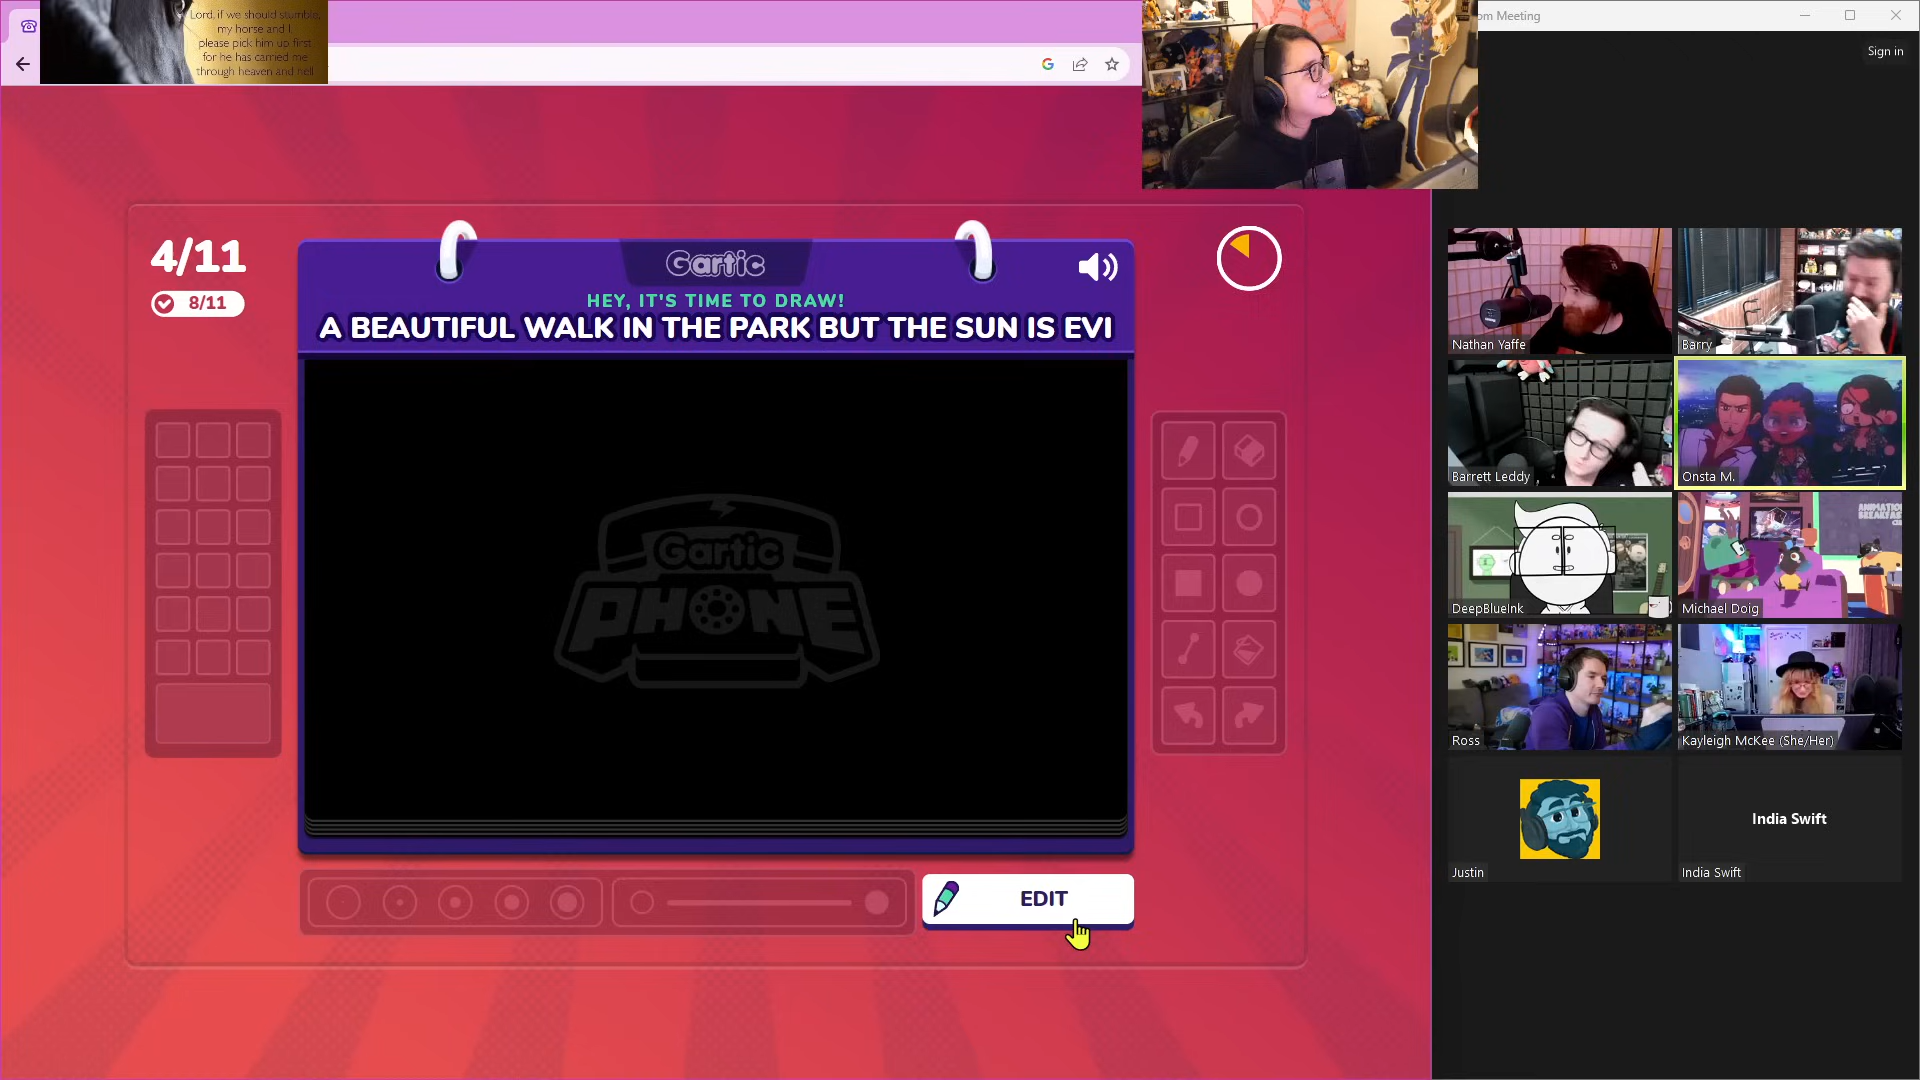 Lord, if we should stumble,
my horse and I,
please pick him up first
for he has carried me
through heaven and hell
om Meeting
Sign in
4/11
8/11
Gartic
HEY, IT'S TIME TO DRAW!
A BEAUTIFUL WALK IN THE PARK BUT THE SUN IS EVI
Gartic
PHONE
EDIT
Nathan Yaffe
Barry
Barrett Leddy
Onsta M.
DeepBlueInk
ANIMATION
BREAKFAST
Michael Doig
Ross
Kayleigh McKee (She/Her)
Justin
India Swift
India Swift